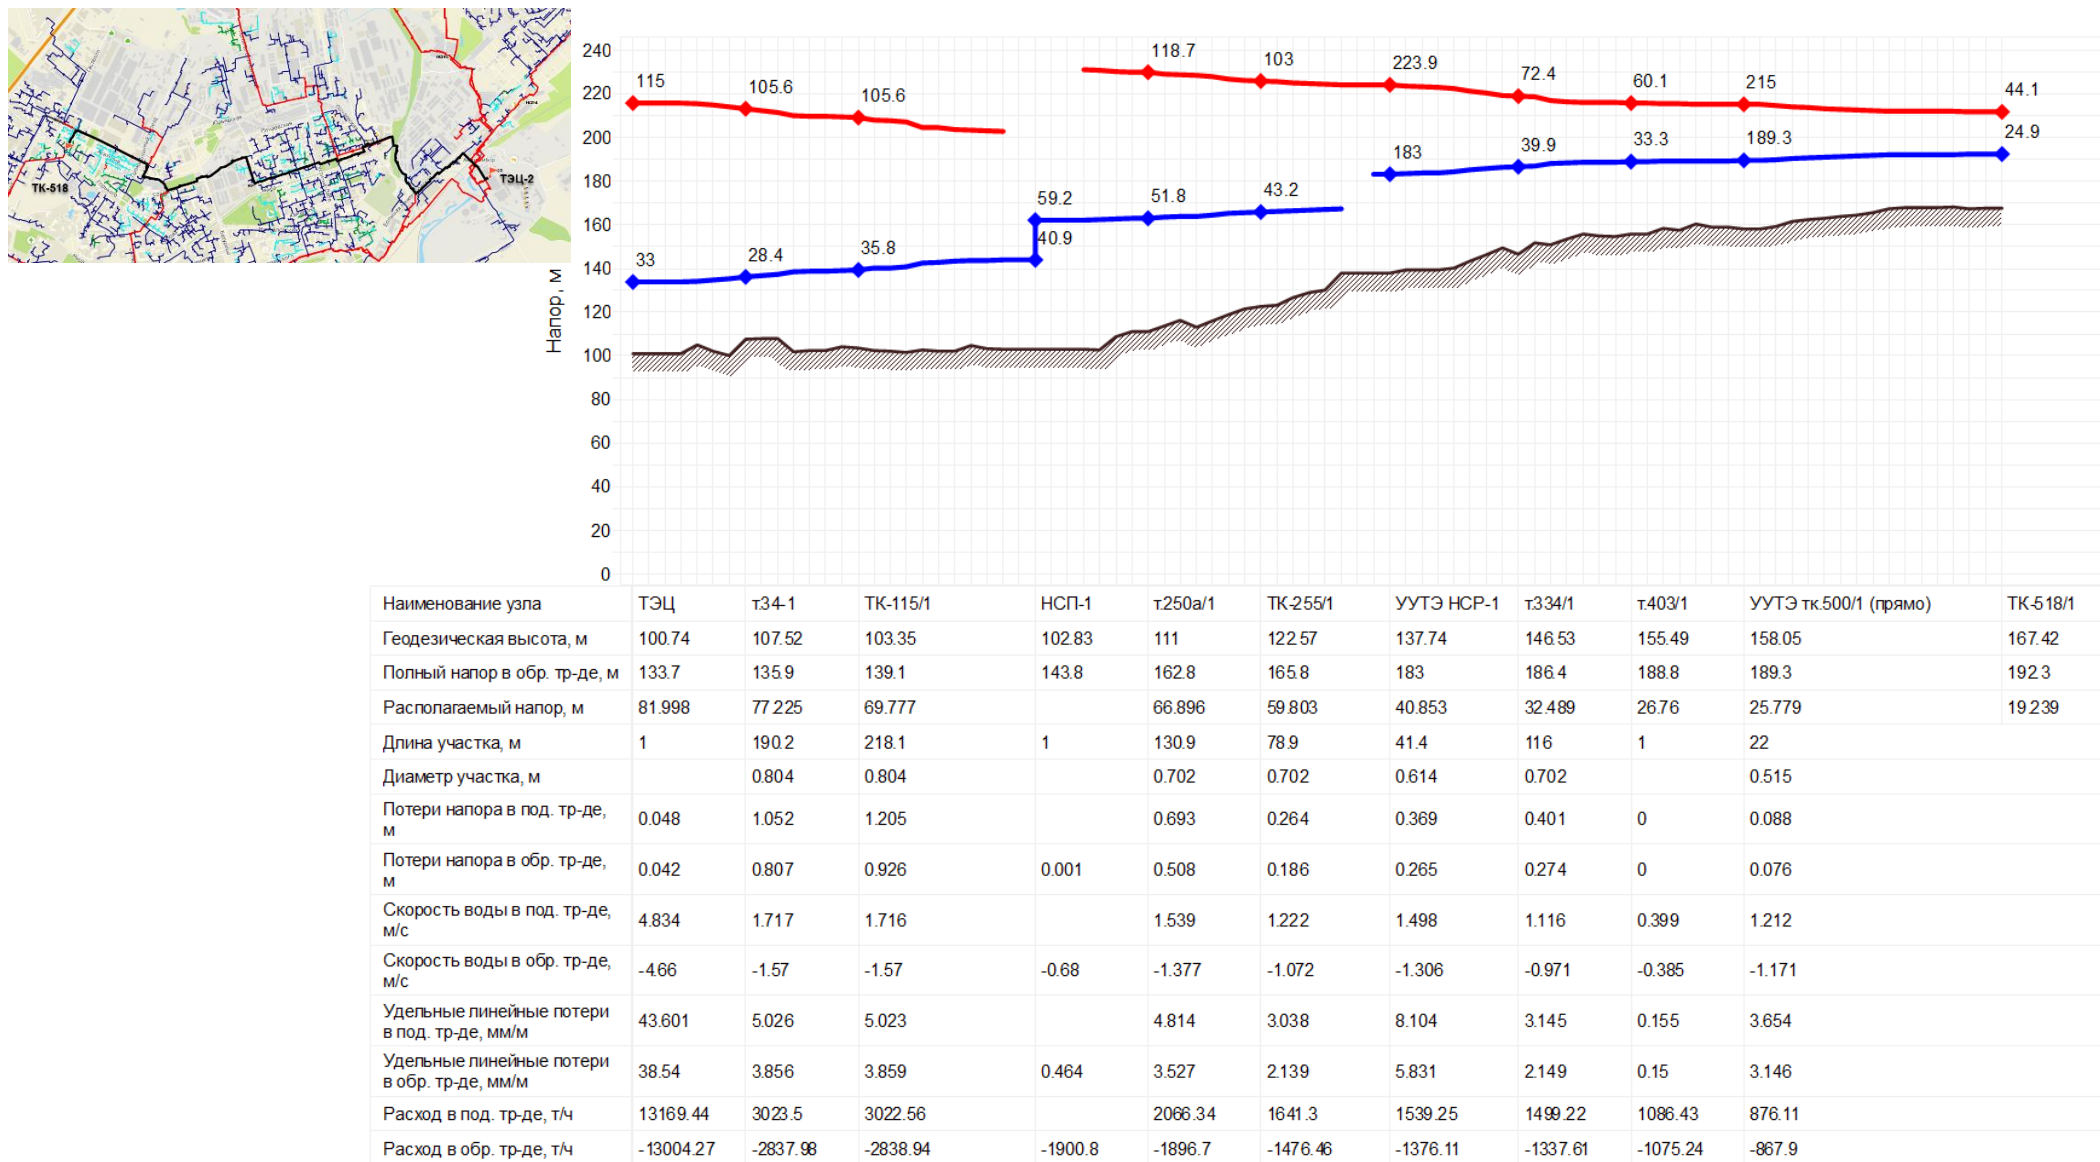 ТК-518
ТЭЦ-2
Напор, м
240
220
200
180
160
140
120
100
80
60
40
20
0
115
105.6
105.6
118.7
103
223.9
72.4
60.1
215
44.1
33
28.4
35.8
59.2
40.9
51.8
43.2
183
39.9
33.3
189.3
24.9
Наименование узла ТЭЦ т.34-1 ТК-115/1 НСП-1 т.250а/1 ТК-255/1 УУТЭ НСР-1 т.334/1 т.403/1 УУТЭ тк.500/1 (прямо) ТК-518/1
Геодезическая высота, м 100.74 107.52 103.35 102.83 111 122.57 137.74 146.53 155.49 158.05 167.42
Полный напор в обр. тр-де, м 133.7 135.9 139.1 143.8 162.8 165.8 183 186.4 188.8 189.3 192.3
Располагаемый напор, м 81.998 77.225 69.777 66.896 59.803 40.853 32.489 26.76 25.779 19.239
Длина участка, м 1 190.2 218.1 1 130.9 78.9 41.4 116 1 22
Диаметр участка, м 0.804 0.804 0.702 0.702 0.614 0.702 0.515
Потери напора в под. тр-де,
м 0.048 1.052 1.205 0.693 0.264 0.369 0.401 0 0.088
Потери напора в обр. тр-де,
м 0.042 0.807 0.926 0.001 0.508 0.186 0.265 0.274 0 0.076
Скорость воды в под. тр-де,
м/с 4.834 1.717 1.716 1.539 1.222 1.498 1.116 0.399 1.212
Скорость воды в обр. тр-де,
м/с -4.66 -1.57 -1.57 -0.68 -1.377 -1.072 -1.306 -0.971 -0.385 -1.171
Удельные линейные потери
в под. тр-де, мм/м 43.601 5.026 5.023 4.814 3.038 8.104 3.145 0.155 3.654
Удельные линейные потери
в обр. тр-де, мм/м 38.54 3.856 3.859 0.464 3.527 2.139 5.831 2.149 0.15 3.146
Расход в под. тр-де, т/ч 13169.44 3023.5 3022.56 2066.34 1641.3 1539.25 1499.22 1086.43 876.11
Расход в обр. тр-де, т/ч -13004.27 -2837.98 -2838.94 -1900.8 -1896.7 -1476.46 -1376.11 -1337.61 -1075.24 -867.9